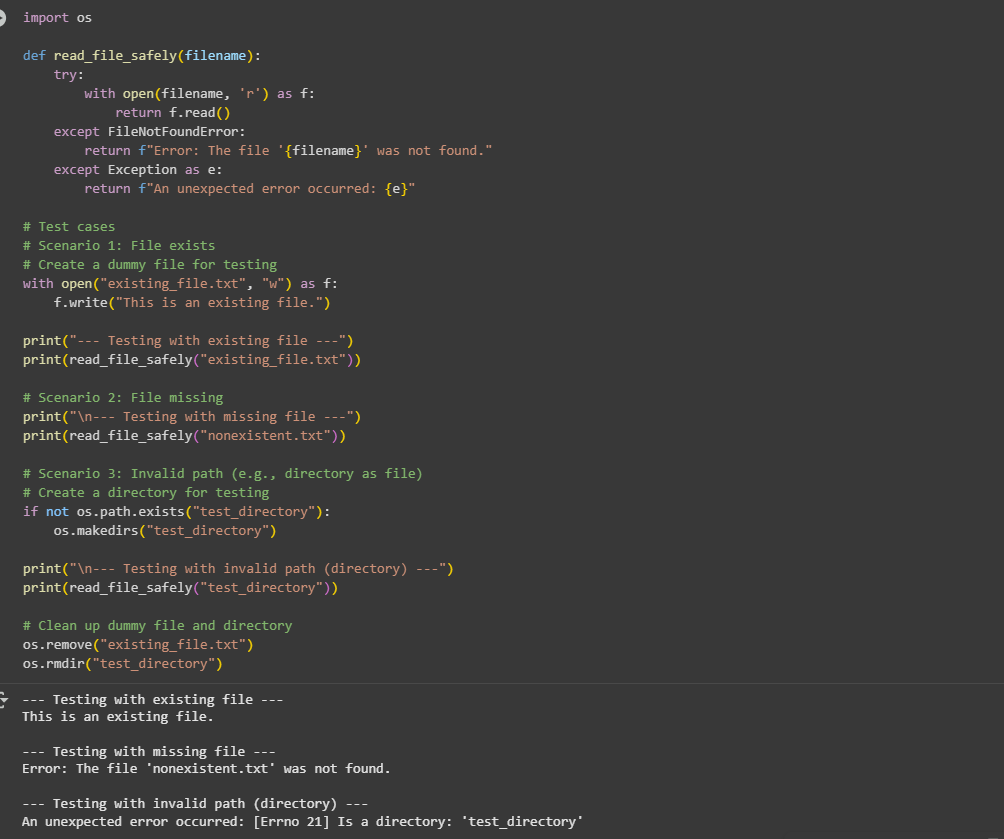 import os

def read_file_safely(filename):
    try:
        with open(filename, 'r') as f:
            return f.read()
    except FileNotFoundError:
        return f"Error: The file '{filename}' was not found."
    except Exception as e:
        return f"An unexpected error occurred: {e}"

# Test cases
# Scenario 1: File exists
# Create a dummy file for testing
with open("existing_file.txt", "w") as f:
    f.write("This is an existing file.")

print("--- Testing with existing file ---")
print(read_file_safely("existing_file.txt"))

# Scenario 2: File missing
print("\n--- Testing with missing file ---")
print(read_file_safely("nonexistent.txt"))

# Scenario 3: Invalid path (e.g., directory as file)
# Create a directory for testing
if not os.path.exists("test_directory"):
    os.makedirs("test_directory")

print("\n--- Testing with invalid path (directory) ---")
print(read_file_safely("test_directory"))

# Clean up dummy file and directory
os.remove("existing_file.txt")
os.rmdir("test_directory")

--- Testing with existing file ---
This is an existing file.

--- Testing with missing file ---
Error: The file 'nonexistent.txt' was not found.

--- Testing with invalid path (directory) ---
An unexpected error occurred: [Errno 21] Is a directory: 'test_directory'